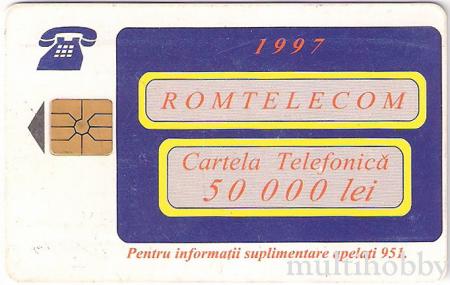 1997
ROMTELECOM
Cartela Telefonică
50 000 lei
Pentru informaţii suplimentare apelaţi 951.
multihobby